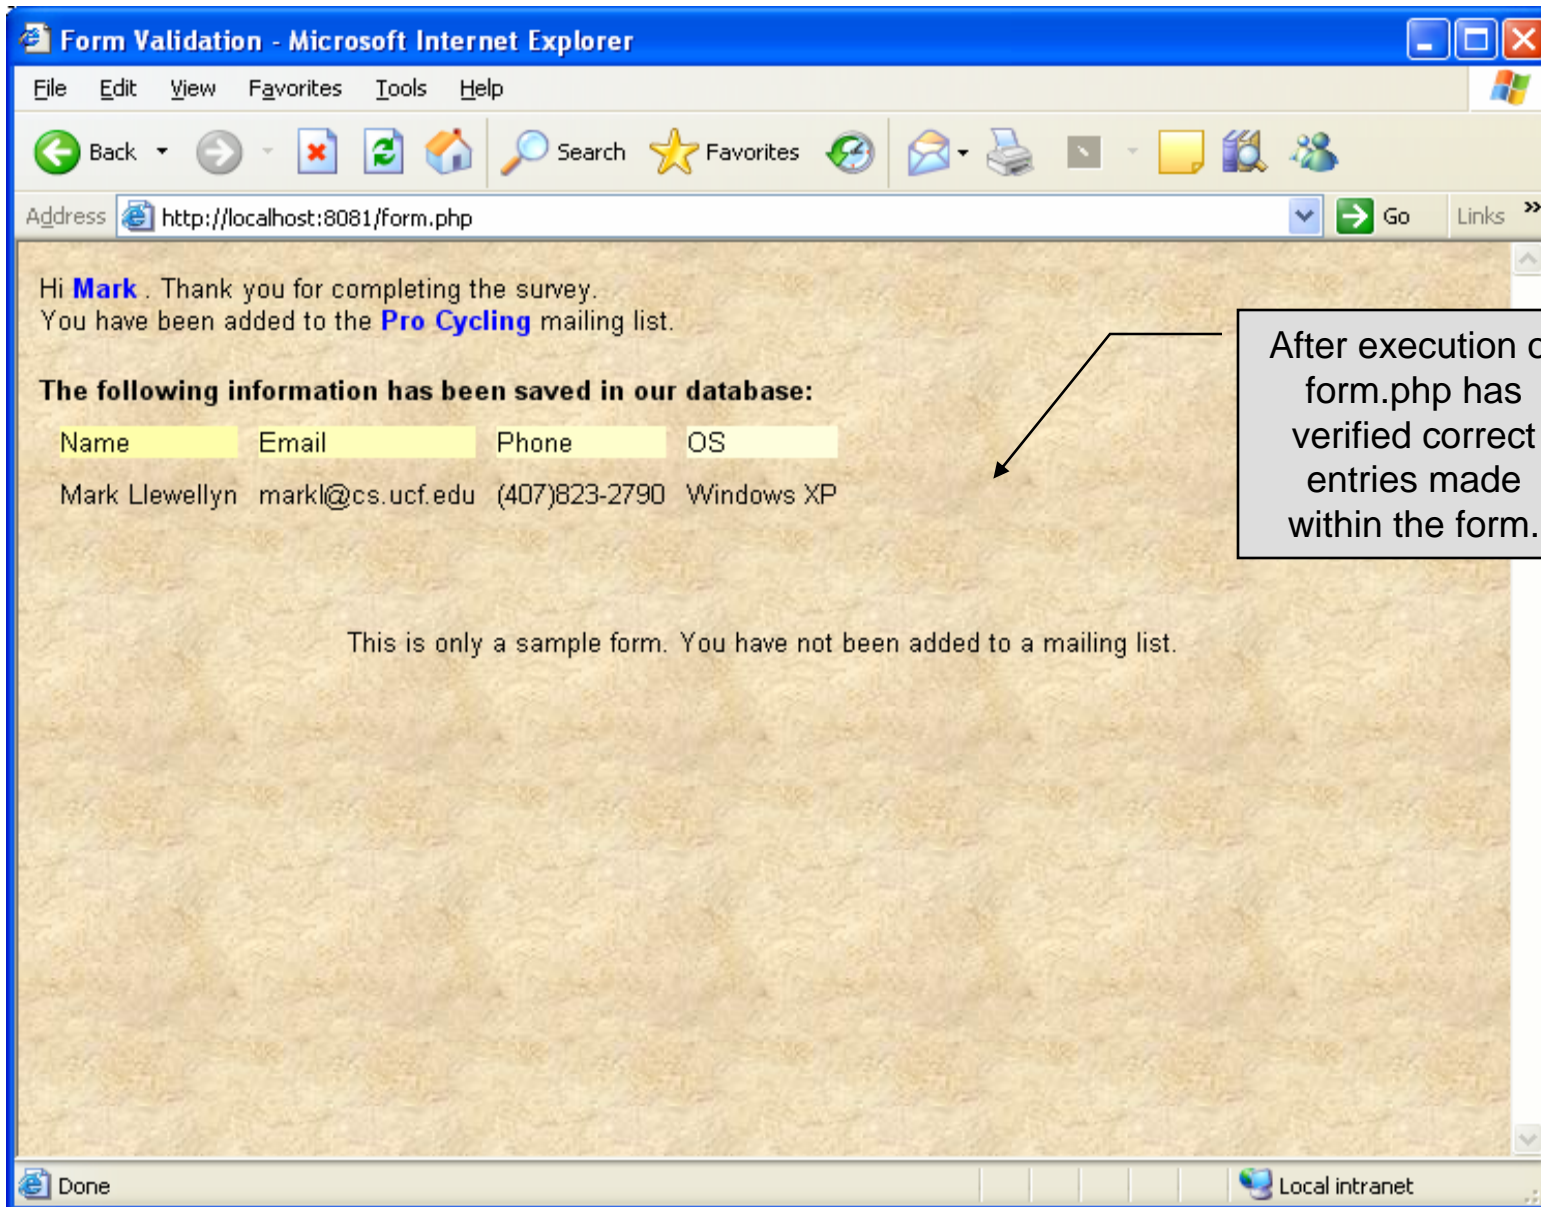 Form Validation - Microsoft Internet Explorer
File Edit View Favorites Tools Help
Back Search Favorites
Address http://localhost:8081/form.php Go Links »
Hi Mark . Thank you for completing the survey.
You have been added to the Pro Cycling mailing list.
The following information has been saved in our database:
Name Email Phone OS
Mark Llewellyn markl@cs.ucf.edu (407)823-2790 Windows XP
This is only a sample form. You have not been added to a mailing list.
After execution
form.php has
verified correct
entries made
within the form.
Done Local intranet